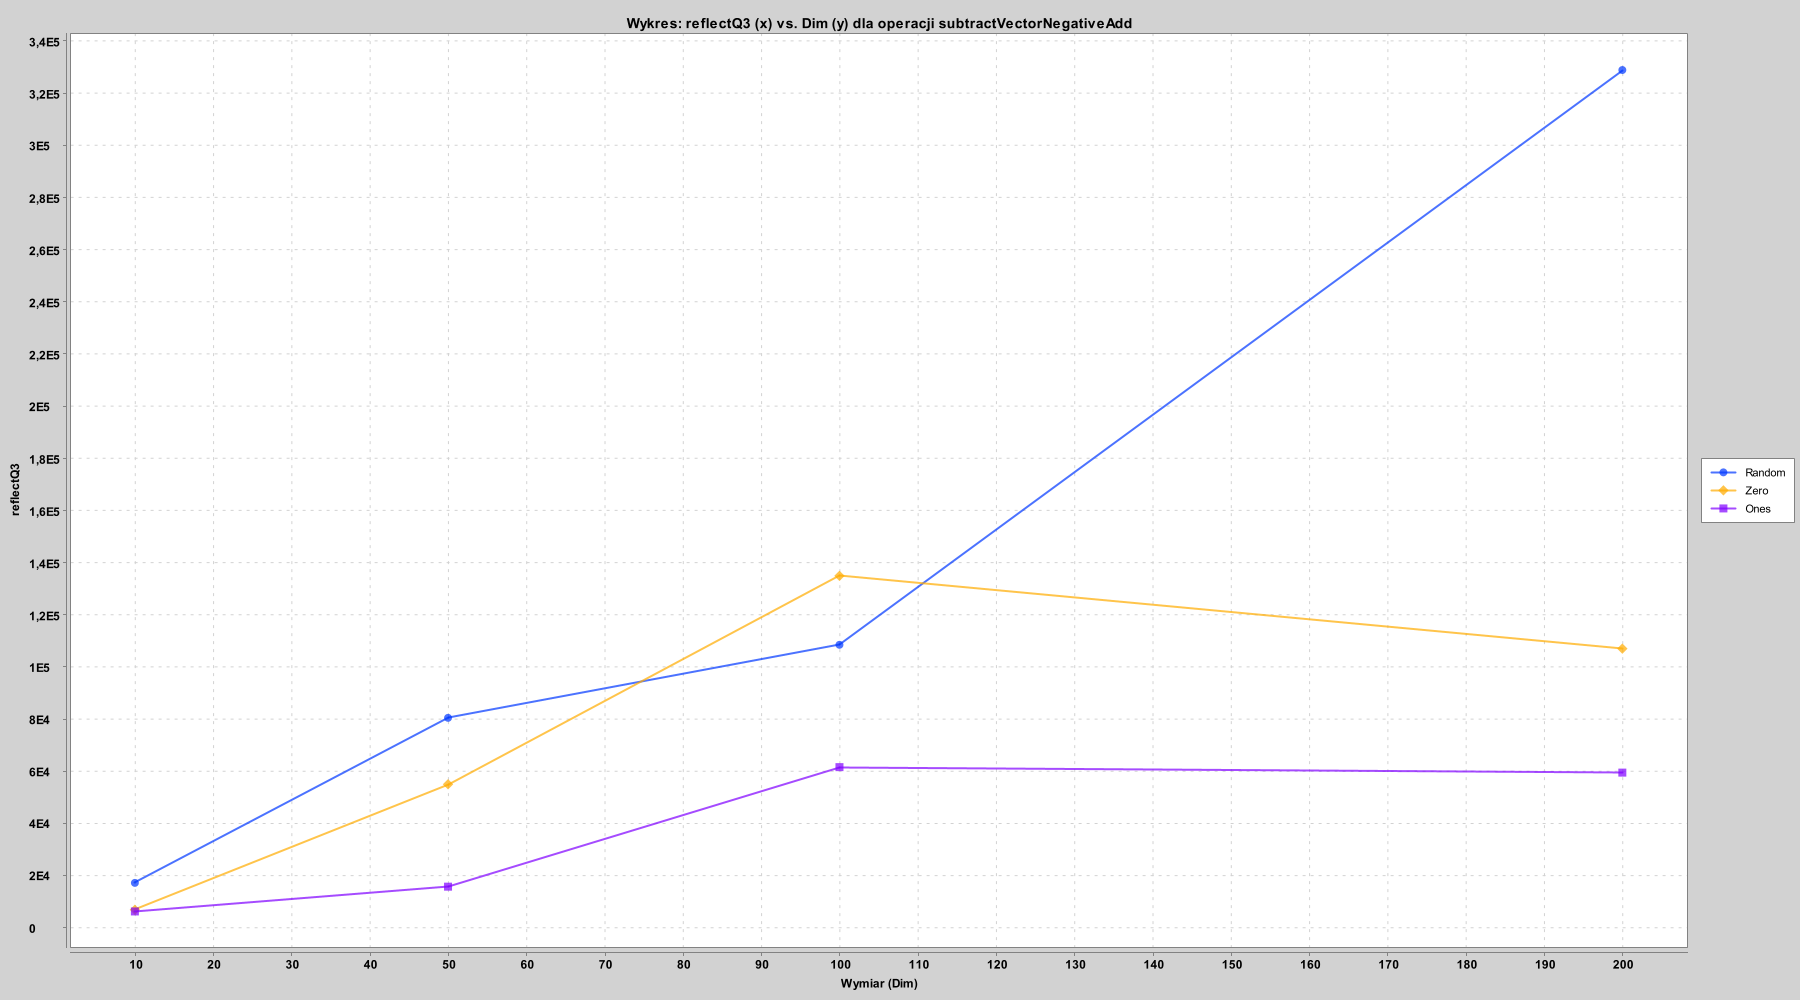 Wykres: reflectQ3 (x) vs. Dim (y) dla operacji subtractVectorNegativeAdd
3,4E5
3,2E5
3E5
2,8E5
2,6E5
2,4E5
2,2E5
2E5
1,8E5
1,6E5
1,4E5
1,2E5
1E5
8E4
6E4
4E4
2E4
0
reflectQ3
10 20 30 40 50 60 70 80 90 100 110 120 130 140 150 160 170 180 190 200
Wymiar (Dim)
Random
Zero
Ones